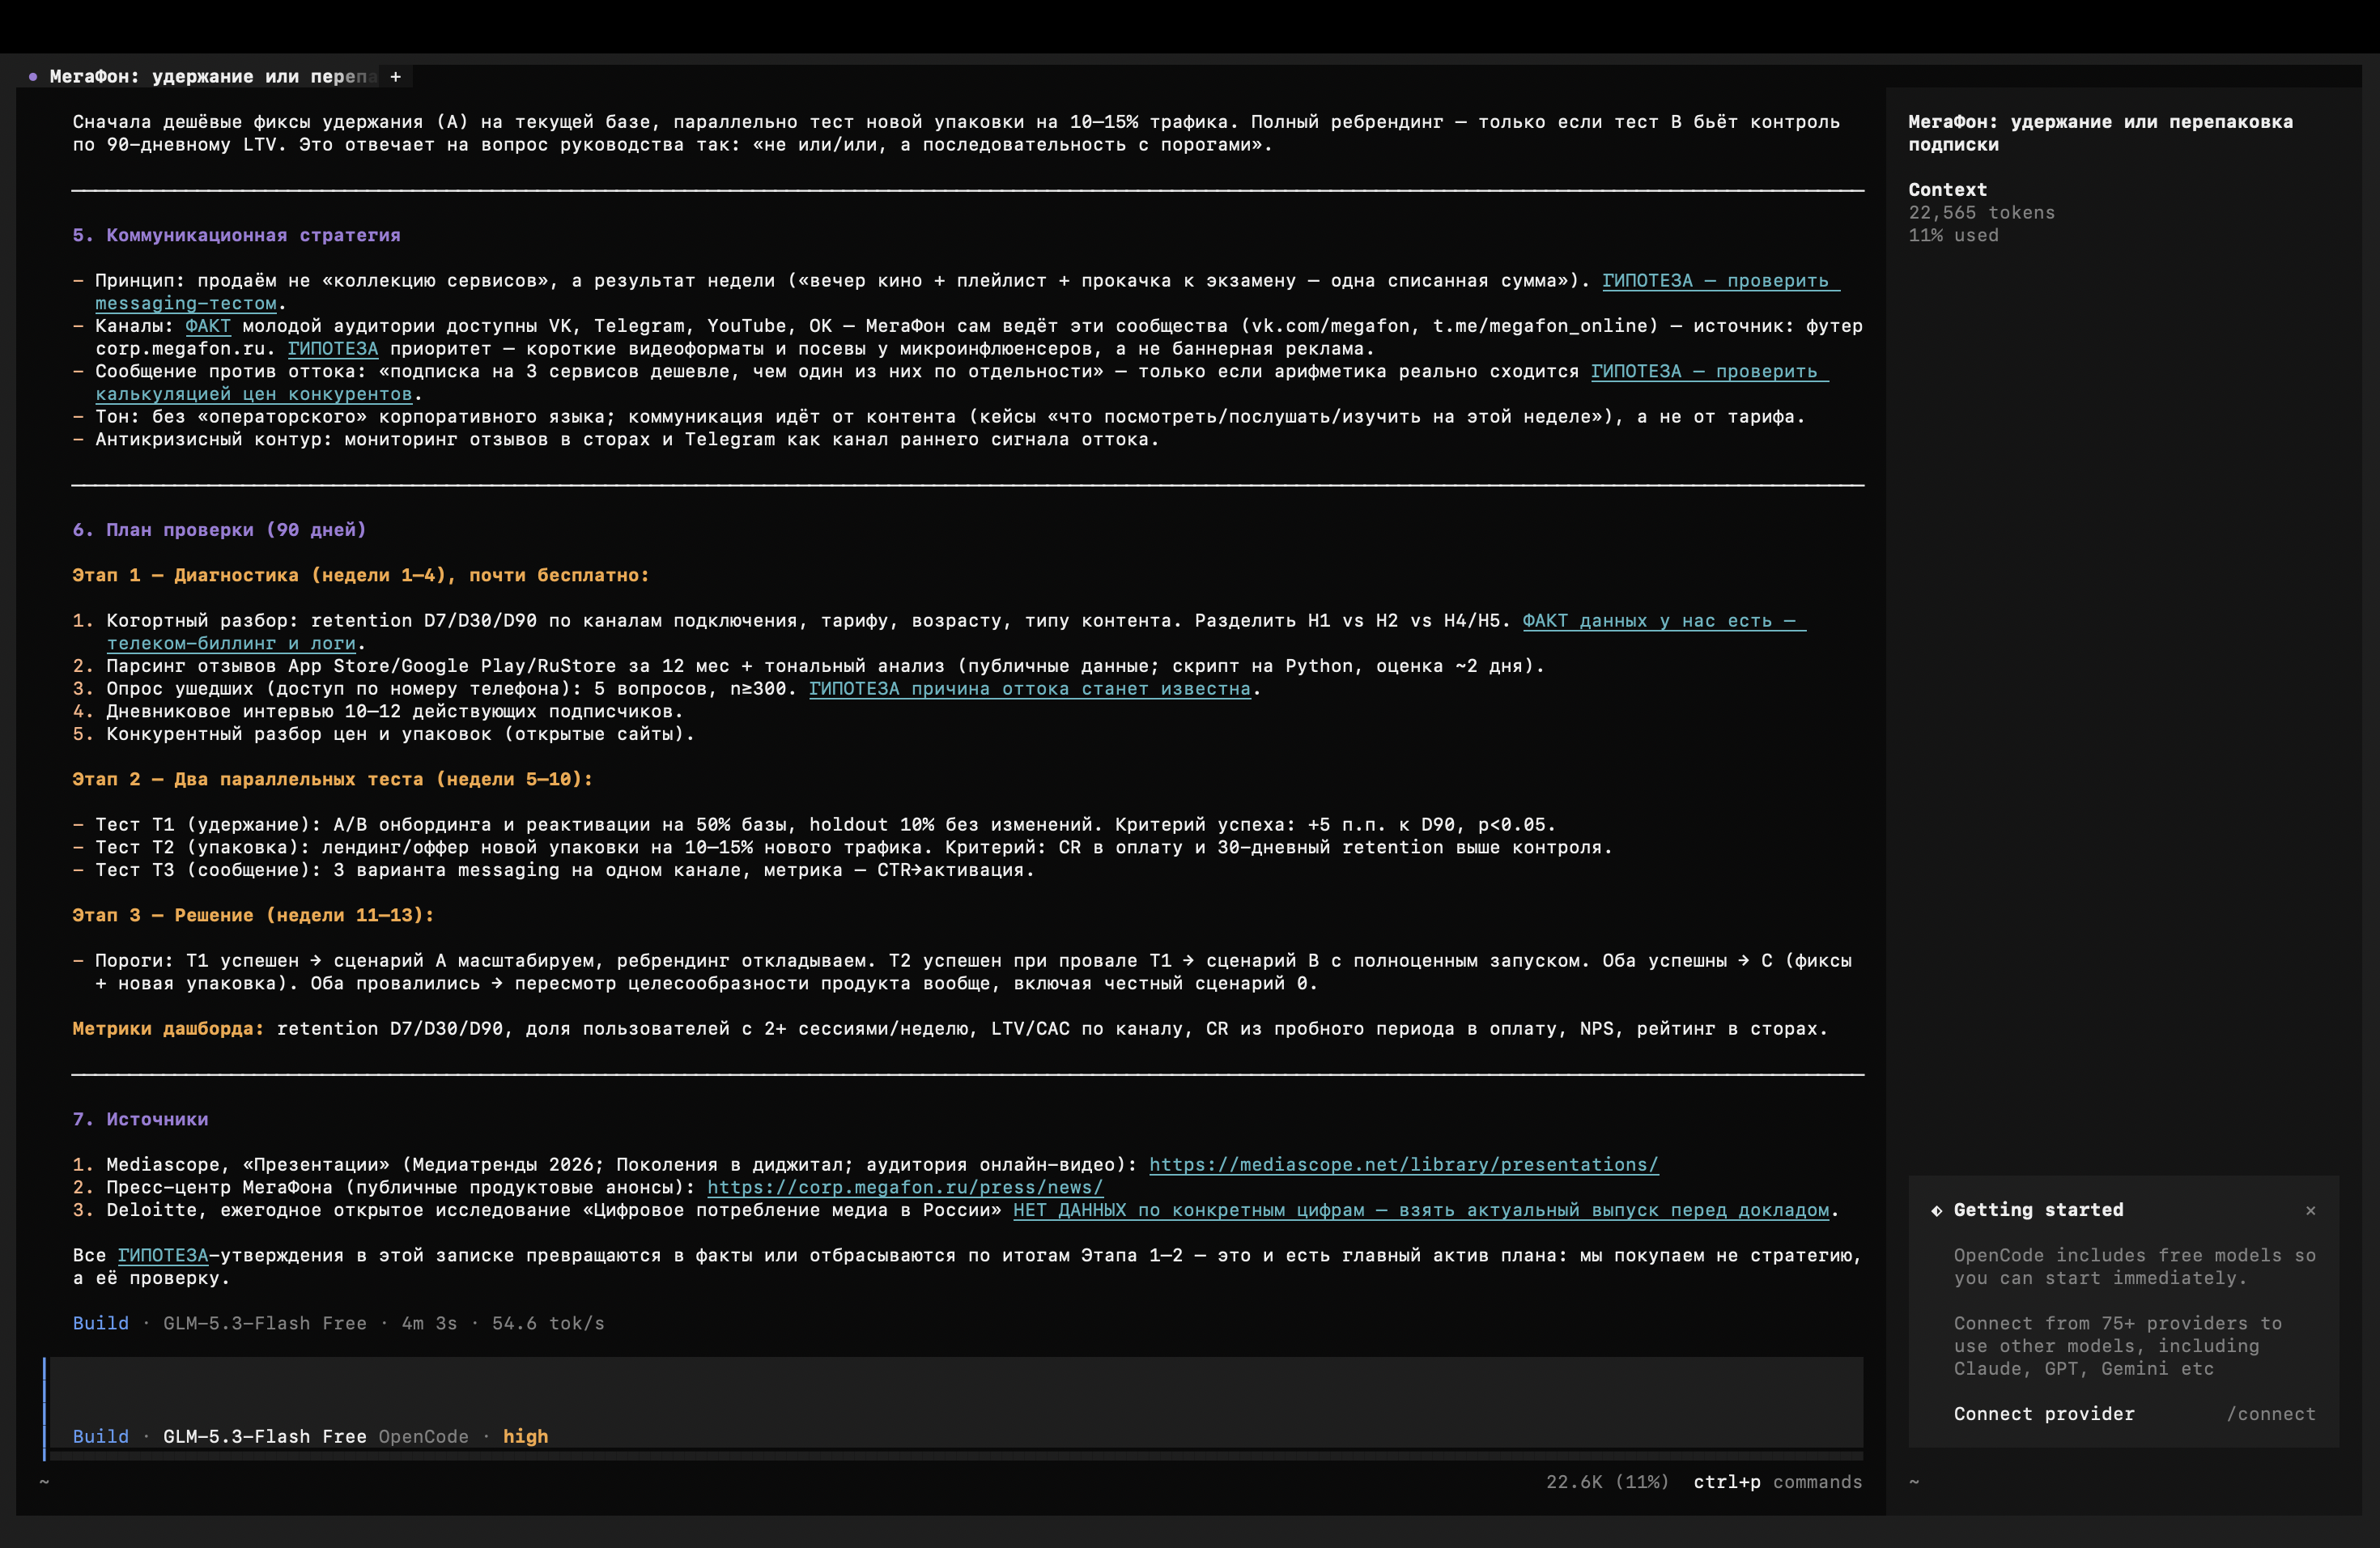 МегаФон: удержание или переп +
Сначала дешёвые фиксы удержания (А) на текущей базе, параллельно тест новой упаковки на 10–15% трафика. Полный ребрендинг — только если тест В бьёт контроль
по 90-дневному LTV. Это отвечает на вопрос руководства так: «не или/или, а последовательность с порогами».
5. Коммуникационная стратегия
– Принцип: продаём не «коллекцию сервисов», а результат недели («вечер кино + плейлист + прокачка к экзамену — одна списанная сумма»). ГИПОТЕЗА — проверить
messaging-тестом.
– Каналы: ФАКТ молодой аудитории доступны VK, Telegram, YouTube, OK — МегаФон сам ведёт эти сообщества (vk.com/megafon, t.me/megafon_online) — источник: футер
corp.megafon.ru. ГИПОТЕЗА приоритет — короткие видеоформаты и посевы у микроинфлюенсеров, а не баннерная реклама.
– Сообщение против оттока: «подписка на 3 сервисов дешевле, чем один из них по отдельности» — только если арифметика реально сходится ГИПОТЕЗА — проверить
калькуляцией цен конкурентов.
– Тон: без «операторского» корпоративного языка; коммуникация идёт от контента (кейсы «что посмотреть/послушать/изучить на этой неделе»), а не от тарифа.
– Антикризисный контур: мониторинг отзывов в сторах и Telegram как канал раннего сигнала оттока.
6. План проверки (90 дней)
Этап 1 — Диагностика (недели 1–4), почти бесплатно:
1. Когортный разбор: retention D7/D30/D90 по каналам подключения, тарифу, возрасту, типу контента. Разделить H1 vs H2 vs H4/H5. ФАКТ данных у нас есть —
телеком-биллинг и логи.
2. Парсинг отзывов App Store/Google Play/RuStore за 12 мес + тональный анализ (публичные данные; скрипт на Python, оценка ~2 дня).
3. Опрос ушедших (доступ по номеру телефона): 5 вопросов, n≥300. ГИПОТЕЗА причина оттока станет известна.
4. Дневниковое интервью 10–12 действующих подписчиков.
5. Конкурентный разбор цен и упаковок (открытые сайты).
Этап 2 — Два параллельных теста (недели 5–10):
– Тест T1 (удержание): A/B онбординга и реактивации на 50% базы, holdout 10% без изменений. Критерий успеха: +5 п.п. к D90, p<0.05.
– Тест T2 (упаковка): лендинг/оффер новой упаковки на 10–15% нового трафика. Критерий: CR в оплату и 30-дневный retention выше контроля.
– Тест T3 (сообщение): 3 варианта messaging на одном канале, метрика — CTR→активация.
Этап 3 — Решение (недели 11–13):
– Пороги: T1 успешен → сценарий A масштабируем, ребрендинг откладываем. T2 успешен при провале T1 → сценарий B с полноценным запуском. Оба успешны → C (фиксы
+ новая упаковка). Оба провалились → пересмотр целесообразности продукта вообще, включая честный сценарий 0.
Метрики дашборда: retention D7/D30/D90, доля пользователей с 2+ сессиями/неделю, LTV/CAC по каналу, CR из пробного периода в оплату, NPS, рейтинг в сторах.
7. Источники
1. Mediascope, «Презентации» (Медиатренды 2026; Поколения в диджитал; аудитория онлайн-видео): https://mediascope.net/library/presentations/
2. Пресс-центр МегаФона (публичные продуктовые анонсы): https://corp.megafon.ru/press/news/
3. Deloitte, ежегодное открытое исследование «Цифровое потребление медиа в России» НЕТ ДАННЫХ по конкретным цифрам — взять актуальный выпуск перед докладом.
Все ГИПОТЕЗА-утверждения в этой записке превращаются в факты или отбрасываются по итогам Этапа 1–2 — это и есть главный актив плана: мы покупаем не стратегию,
а её проверку.
Build · GLM-5.3-Flash Free · 4m 3s · 54.6 tok/s
Build · GLM-5.3-Flash Free OpenCode · high
~ 22.6K (11%) ctrl+p commands
МегаФон: удержание или перепаковка
подписки
Context
22,565 tokens
11% used
Getting started ×
OpenCode includes free models so
you can start immediately.
Connect from 75+ providers to
use other models, including
Claude, GPT, Gemini etc
Connect provider /connect
~